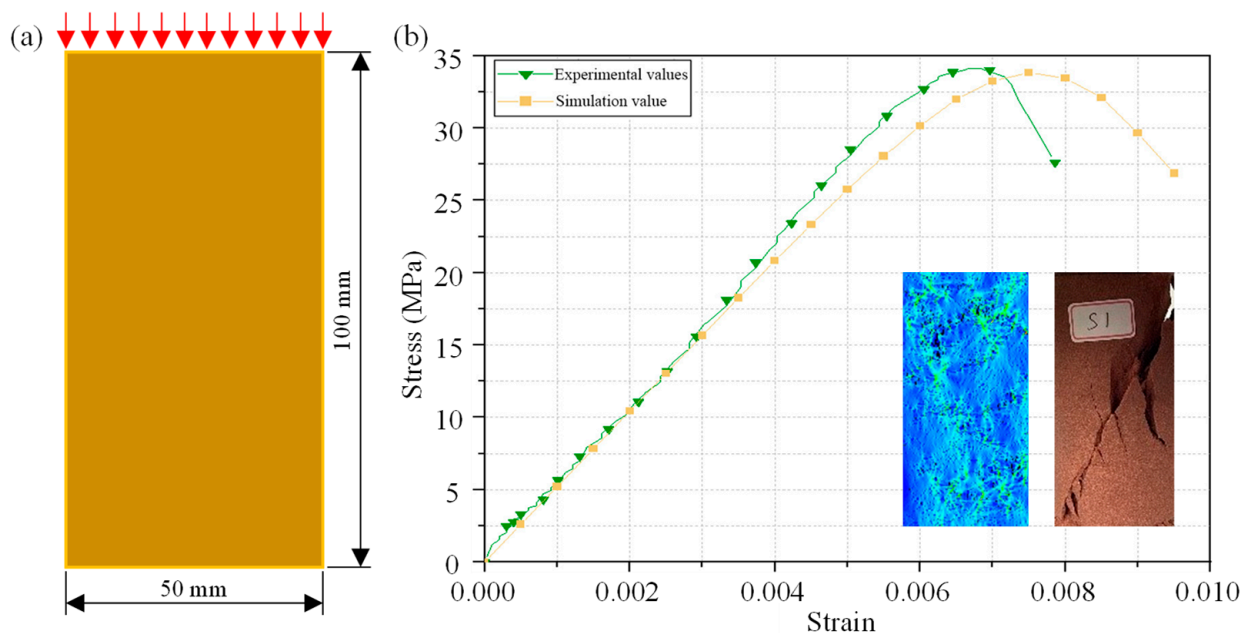 (a)
100 mm
50 mm
(b)
Experimental values
Simulation value
Stress (MPa)
35
30
25
20
15
10
5
0
0.000
0.002
0.004
0.006
0.008
0.010
Strain
S1